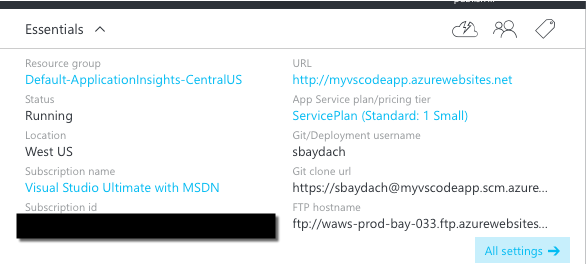 Essentials
Resource group
Default-ApplicationInsights-CentralUS
Status
Running
Location
West US
Subscription name
Visual Studio Ultimate with MSDN
Subscription id
URL
http://myvscodeapp.azurewebsites.net
App Service plan/pricing tier
ServicePlan (Standard: 1 Small)
Git/Deployment username
sbaydach
Git clone url
https://sbaydach@myvscodeapp.scm.azure...
FTP hostname
ftp://waws-prod-bay-033.ftp.azurewebsites...
All settings →